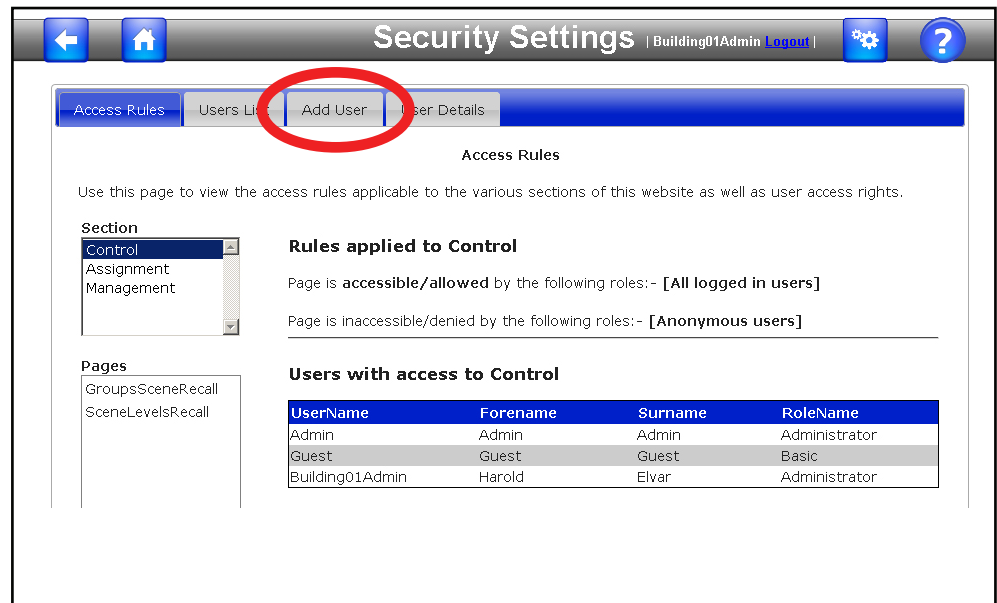 Security Settings | Building01Admin Logout | ?
Access Rules Users List Add User User Details
Access Rules
Use this page to view the access rules applicable to the various sections of this website as well as user access rights.
Section
Control
Assignment
Management
Rules applied to Control
Page is accessible/allowed by the following roles:- [All logged in users]
Page is inaccessible/denied by the following roles:- [Anonymous users]
Pages
GroupsSceneRecall
SceneLevelsRecall
Users with access to Control
UserName Forename Surname RoleName
Admin Admin Admin Administrator
Guest Guest Guest Basic
Building01Admin Harold Elvar Administrator